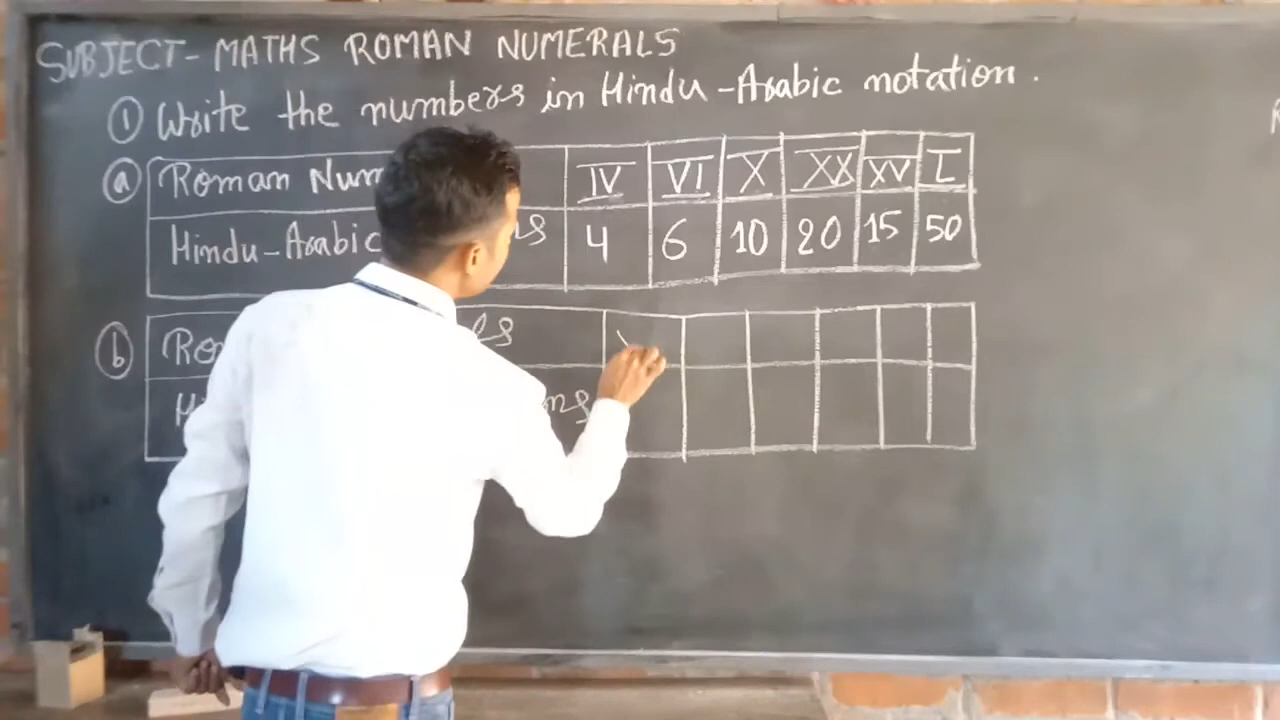 SUBJECT- MATHS ROMAN NUMERALS
① Write the numbers in Hindu-Arabic notation.
ⓐ Roman IV VI X XX XV L
Hindu-Arabic 4 6 10 20 15 50
ⓑ